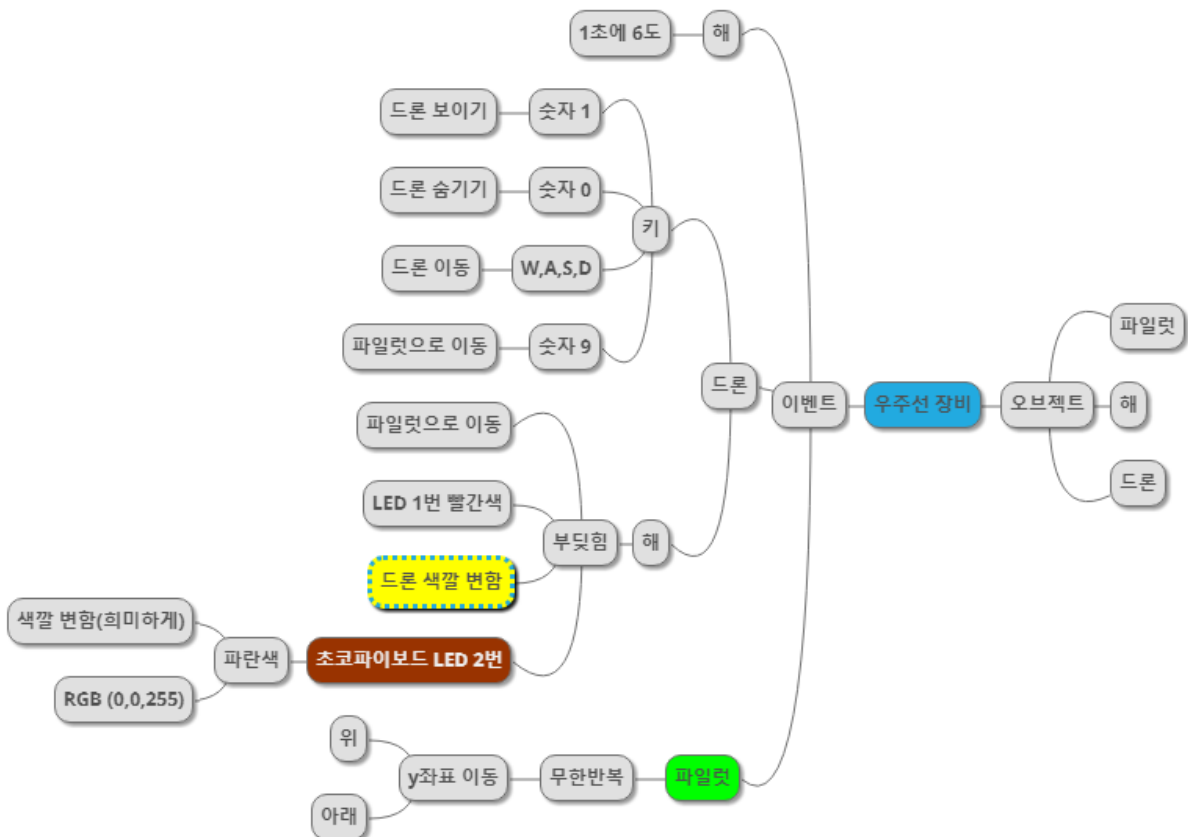 1초에 6도
해
드론 보이기
숫자 1
드론 숨기기
숫자 0
키
드론 이동
W,A,S,D
파일럿으로 이동
숫자 9
드론
파일럿으로 이동
LED 1번 빨간색
부딪힘
해
드론 색깔 변함
색깔 변함(희미하게)
파란색
초코파이보드 LED 2번
RGB (0,0,255)
위
y좌표 이동
무한반복
파일럿
아래
이벤트
우주선 장비
오브젝트
파일럿
해
드론